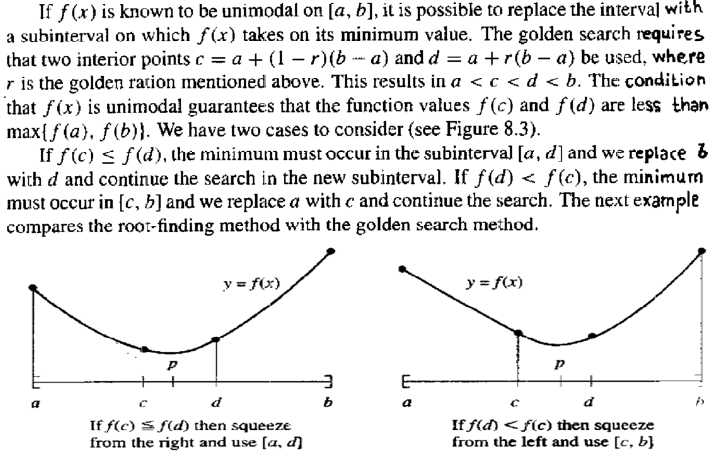 If f(x) is known to be unimodal on [a, b], it is possible to replace the interval with
a subinterval on which f(x) takes on its minimum value. The golden search requires
that two interior points c = a + (1 − r)(b − a) and d = a + r(b − a) be used, where
r is the golden ration mentioned above. This results in a < c < d < b. The condition
that f(x) is unimodal guarantees that the function values f(c) and f(d) are less than
max{f(a), f(b)}. We have two cases to consider (see Figure 8.3).
If f(c) ≤ f(d), the minimum must occur in the subinterval [a, d] and we replace b
with d and continue the search in the new subinterval. If f(d) < f(c), the minimum
must occur in [c, b] and we replace a with c and continue the search. The next example
compares the root-finding method with the golden search method.
y = f(x)
p
a c d b
If f(c) ≦ f(d) then squeeze
from the right and use [a, d]
y = f(x)
p
a c d b
If f(d) < f(c) then squeeze
from the left and use [c, b]